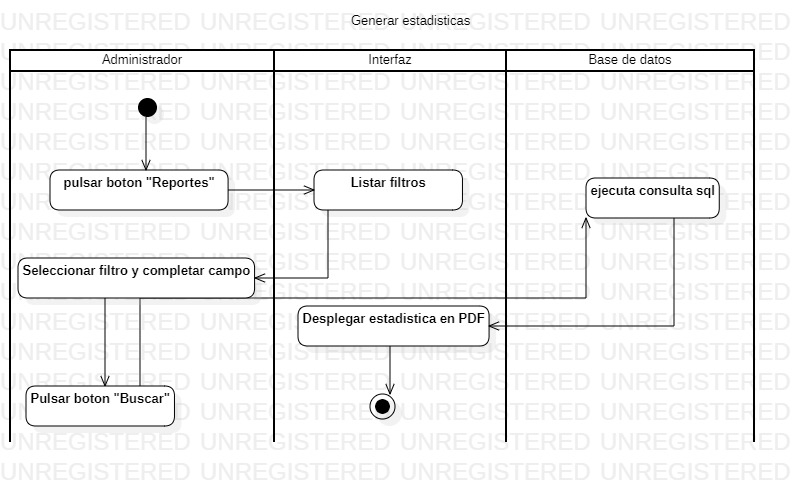 Generar estadisticas
Administrador
Interfaz
Base de datos
pulsar boton "Reportes"
Listar filtros
ejecuta consulta sql
Seleccionar filtro y completar campo
Desplegar estadistica en PDF
Pulsar boton "Buscar"
UNREGISTERED UNREGISTERED UNREGISTERED UNREGISTERED